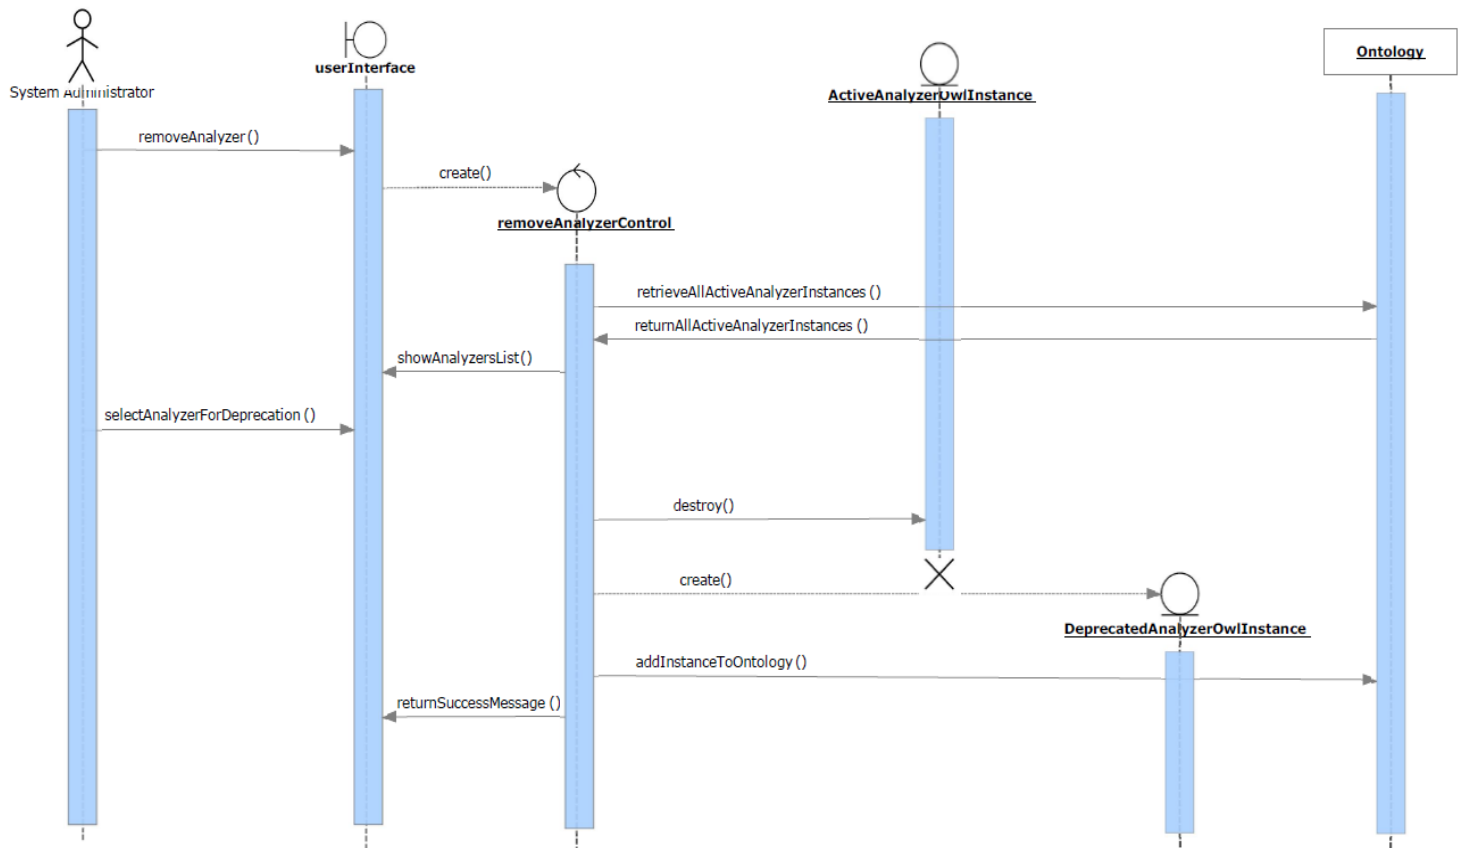 userInterface
System Administrator
ActiveAnalyzerOwlInstance
Ontology
removeAnalyzer()
create()
removeAnalyzerControl
retrieveAllActiveAnalyzerInstances()
returnAllActiveAnalyzerInstances()
showAnalyzersList()
selectAnalyzerForDeprecation()
destroy()
create()
DeprecatedAnalyzerOwlInstance
addInstanceToOntology()
returnSuccessMessage()